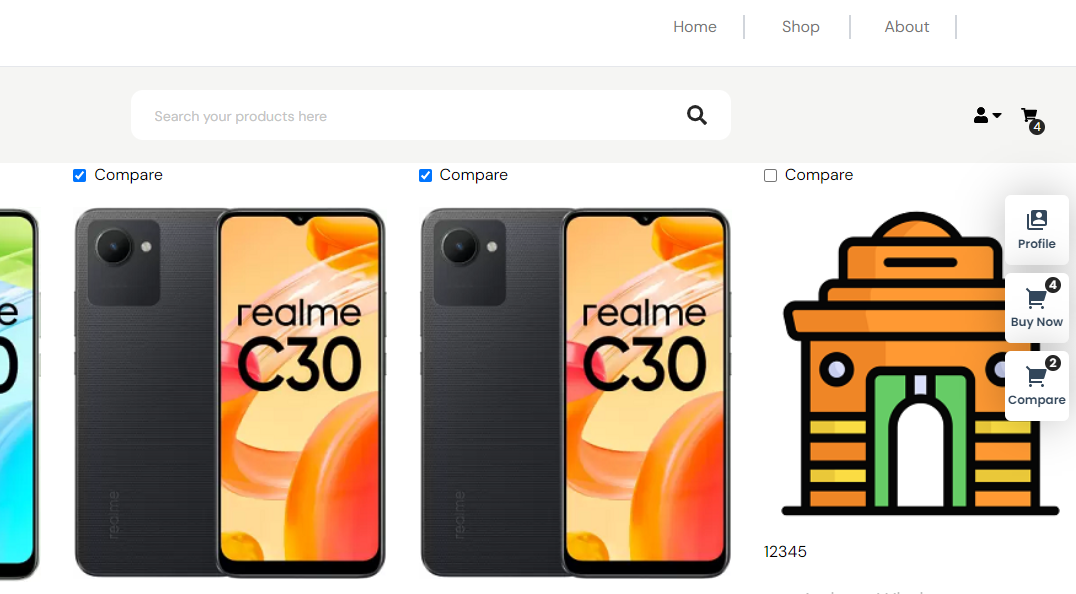 Home
Shop
About
Search your products here
4
Compare
Compare
Compare
Profile
4
Buy Now
2
Compare
realme
C30
realme
realme
C30
realme
12345